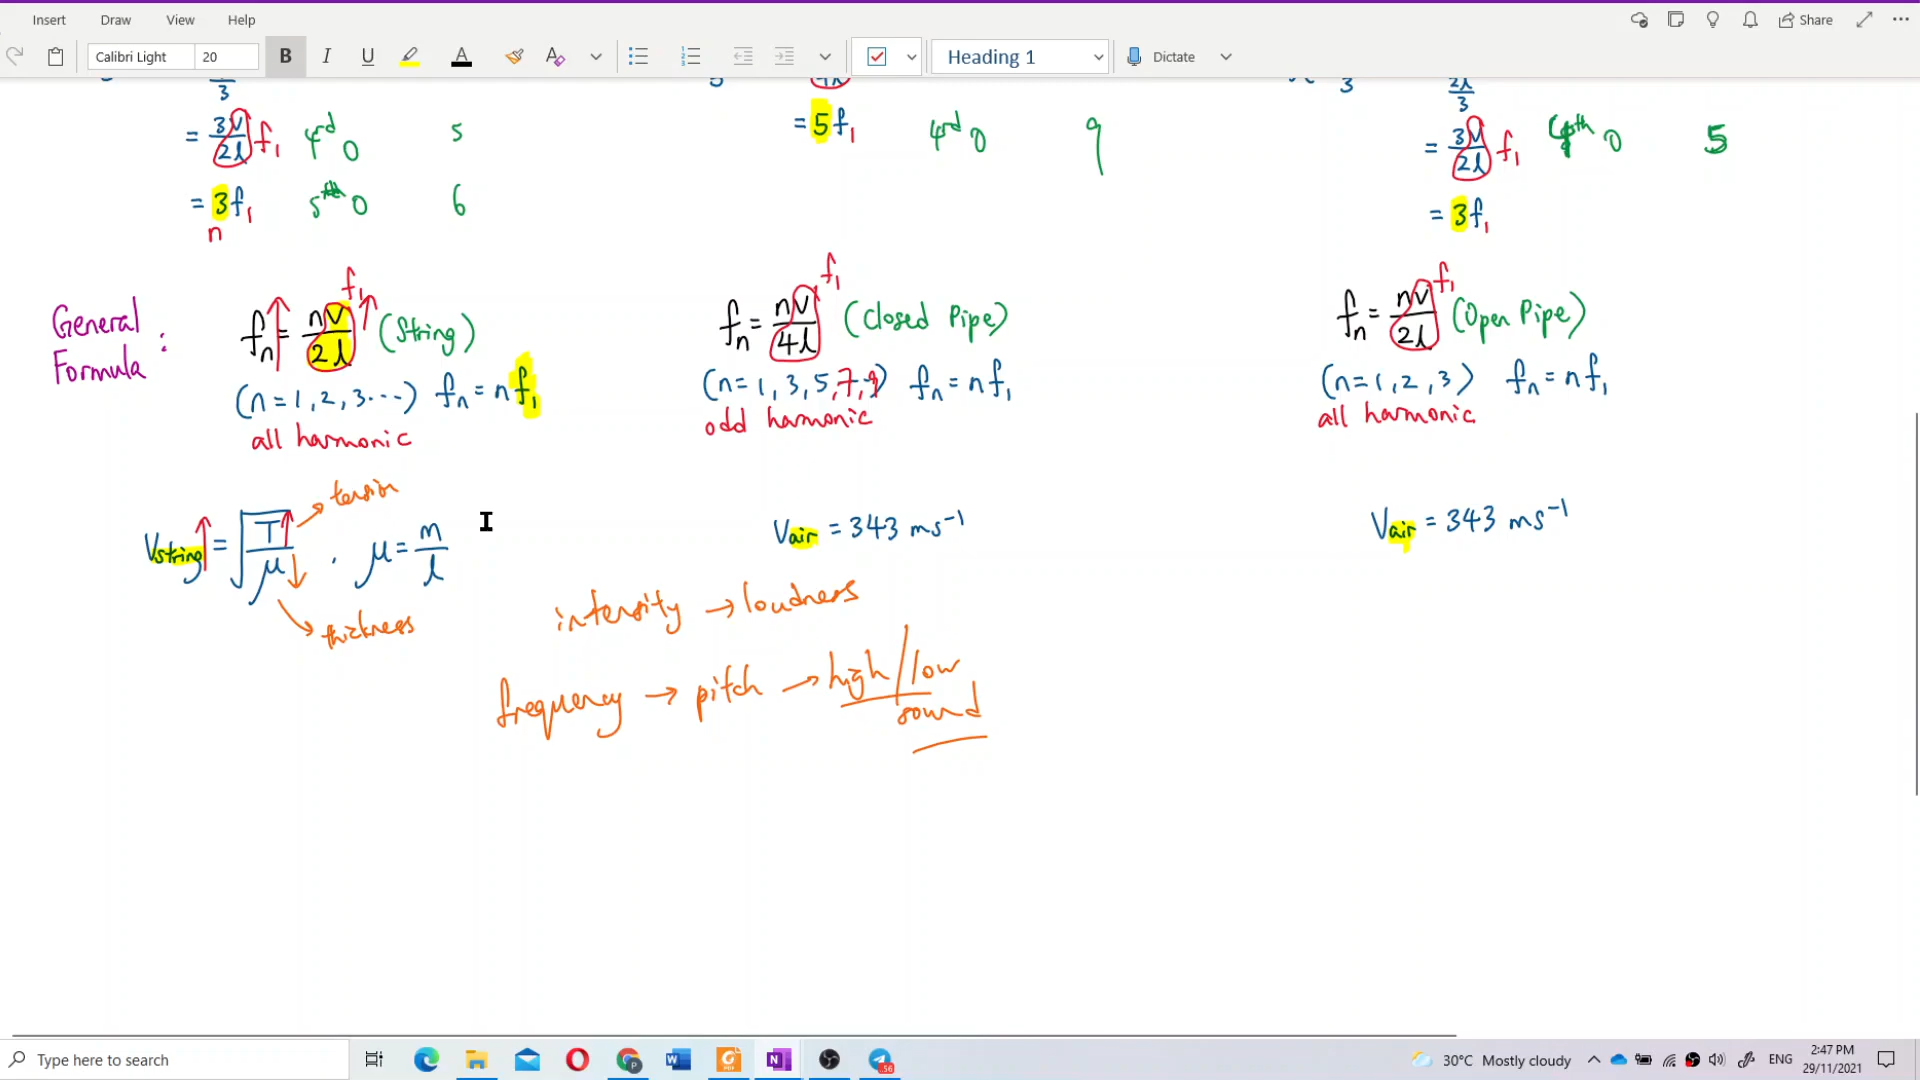 Insert Draw View Help Share
Calibri Light 20 B I U A Heading 1 Dictate
3
= 3v/2l f₁ 4rd O 5
= 3f₁ 5th O 6
n
= 5f₁ 4rd O 9
2l/3
3
= 3v/2l f₁ 4th O 5
= 3f₁
General Formula :
f₁
fn = nv/2l (String)
(n = 1, 2, 3 ...) fn = nf₁
all harmonic
f₁
fn = nv/4l (Closed Pipe)
(n = 1, 3, 5, 7, 9) fn = nf₁
odd harmonic
f₁
fn = nv/2l (Open Pipe)
(n = 1, 2, 3) fn = nf₁
all harmonic
tension
Vstring = √(T/μ) , μ = m/l
thickness
Vair = 343 ms⁻¹
Vair = 343 ms⁻¹
intensity → loudness
frequency → pitch → high/low
sound
Type here to search
56
30°C Mostly cloudy ENG
2:47 PM
29/11/2021